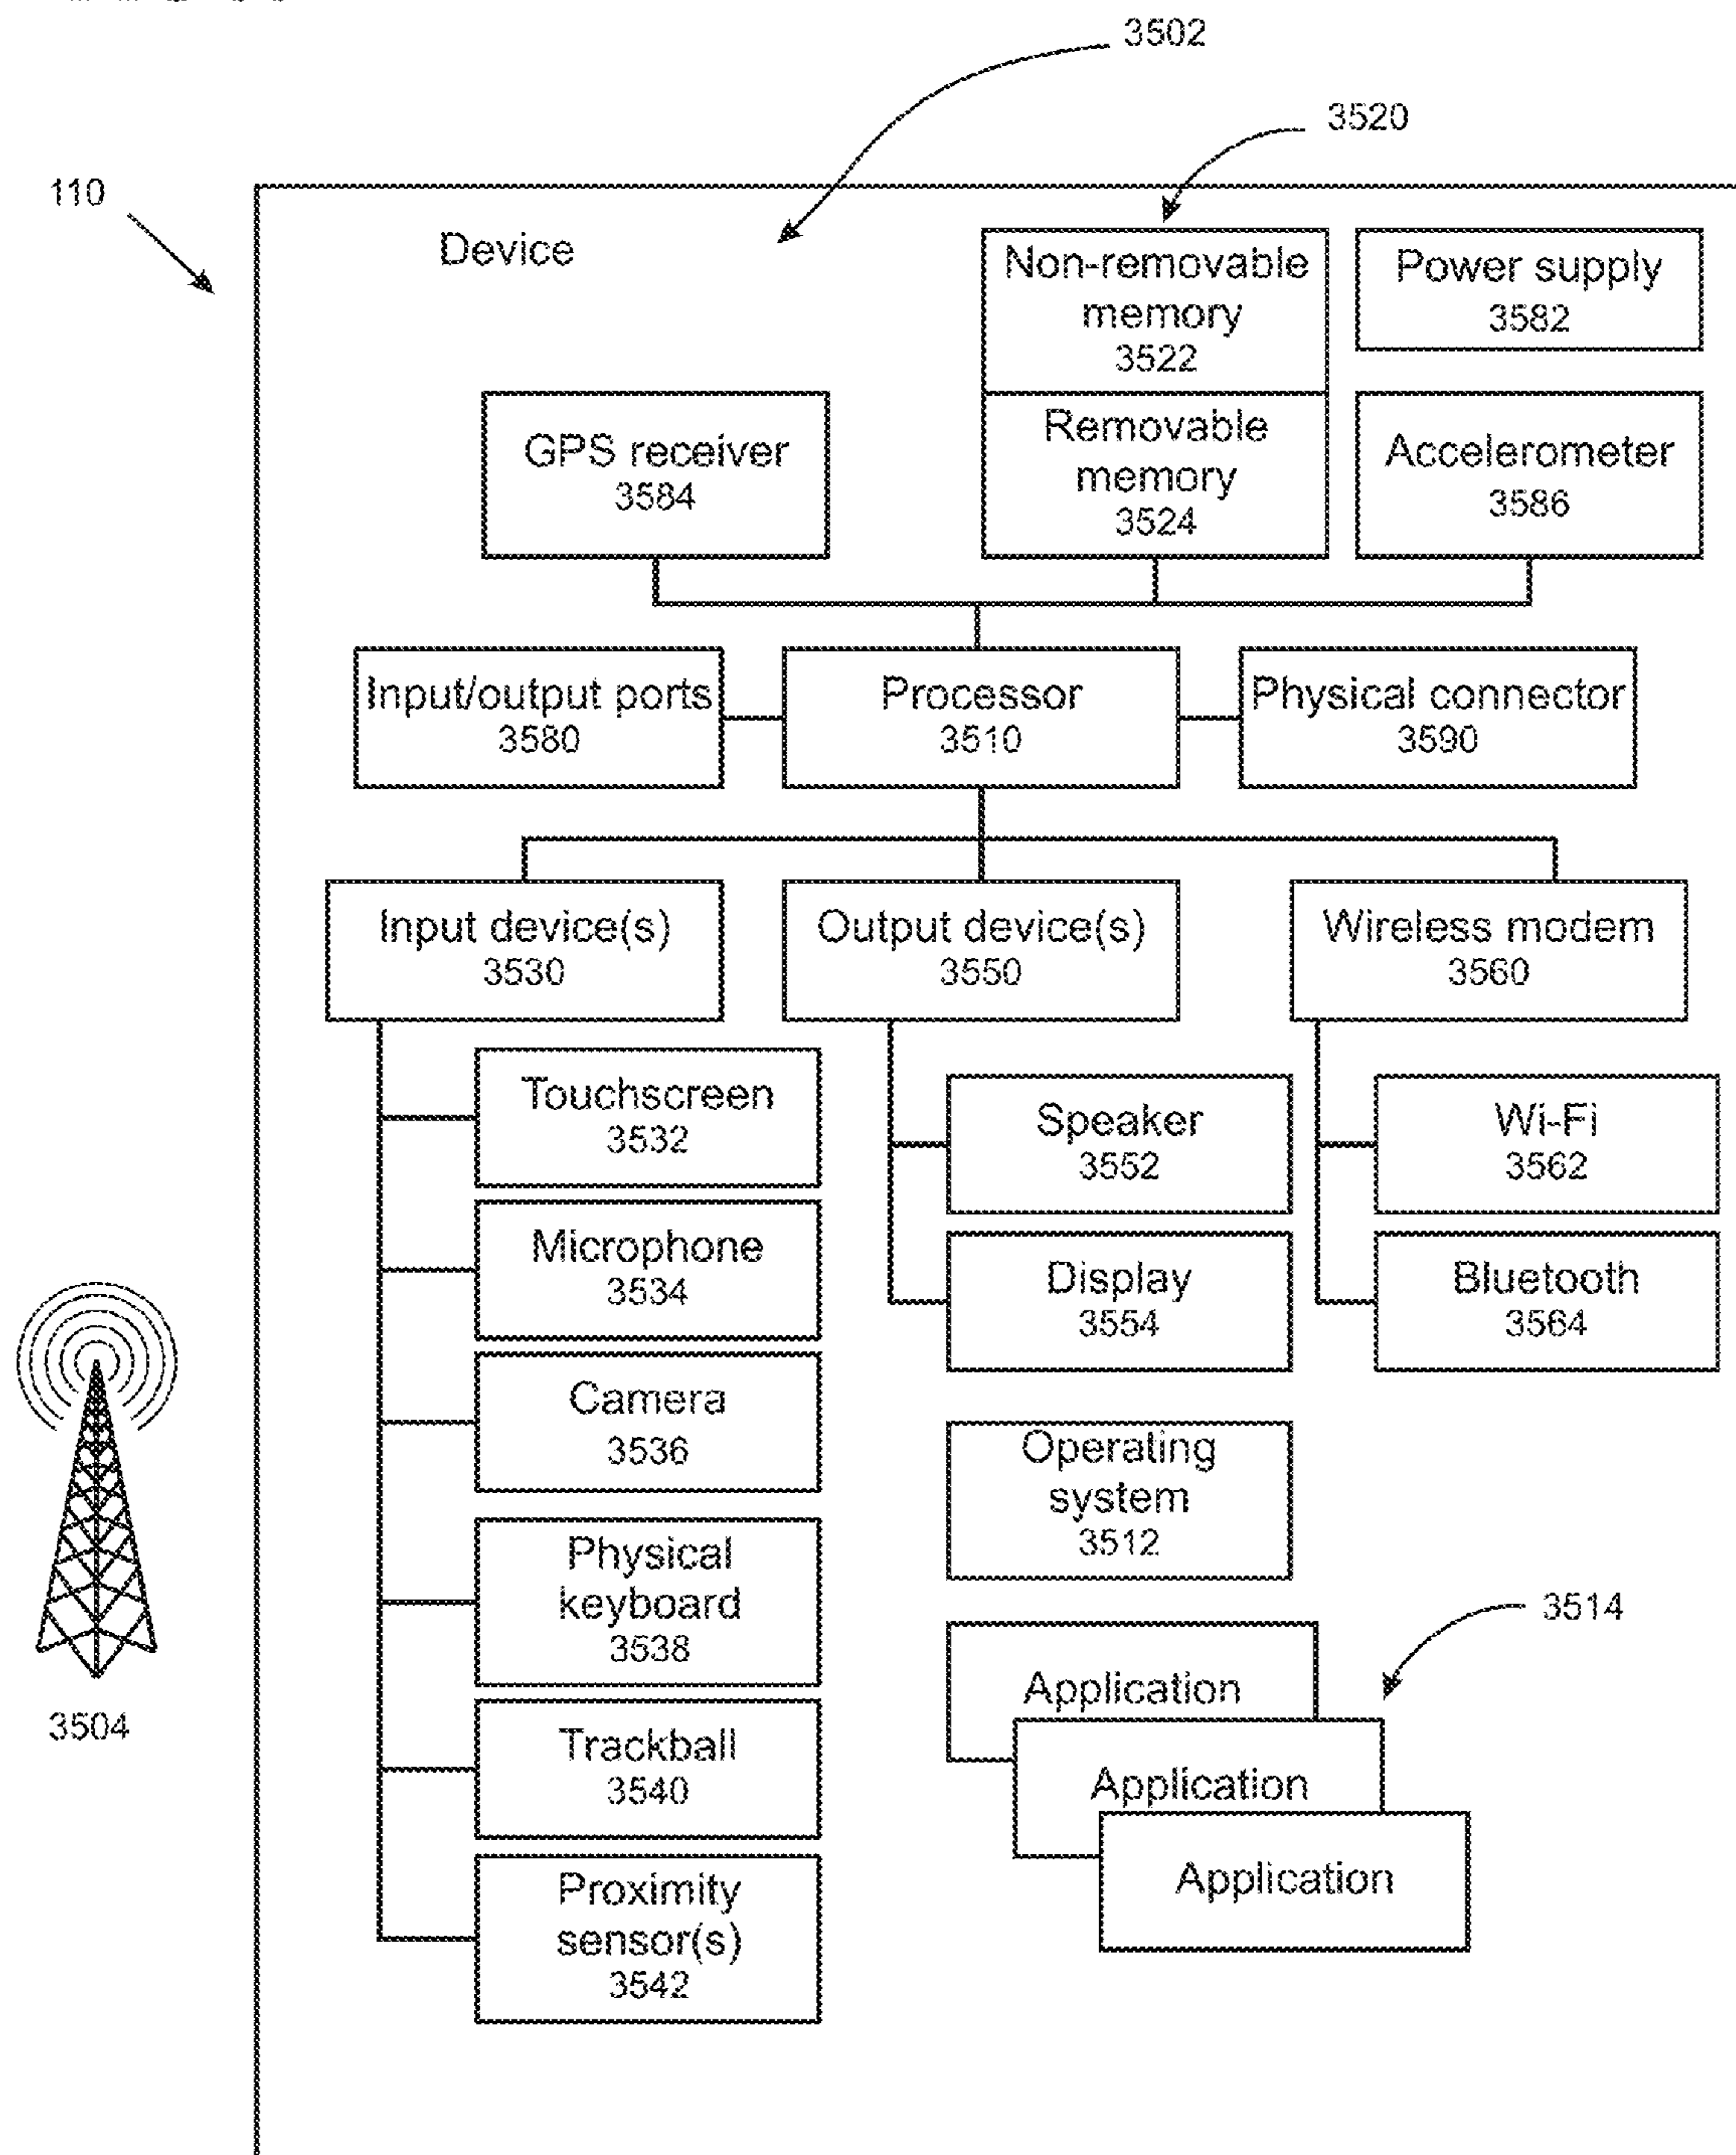 3502
3520
110
Device
Non-removable
memory
3522
Power supply
3582
GPS receiver
3584
Removable
memory
3524
Accelerometer
3586
Input/output ports
3580
Processor
3510
Physical connector
3590
Input device(s)
3530
Output device(s)
3550
Wireless modem
3560
Touchscreen
3532
Microphone
3534
Camera
3536
Physical
keyboard
3538
Trackball
3540
Proximity
sensor(s)
3542
Speaker
3552
Display
3554
Wi-Fi
3562
Bluetooth
3564
Operating
system
3512
3514
Application
Application
Application
3504